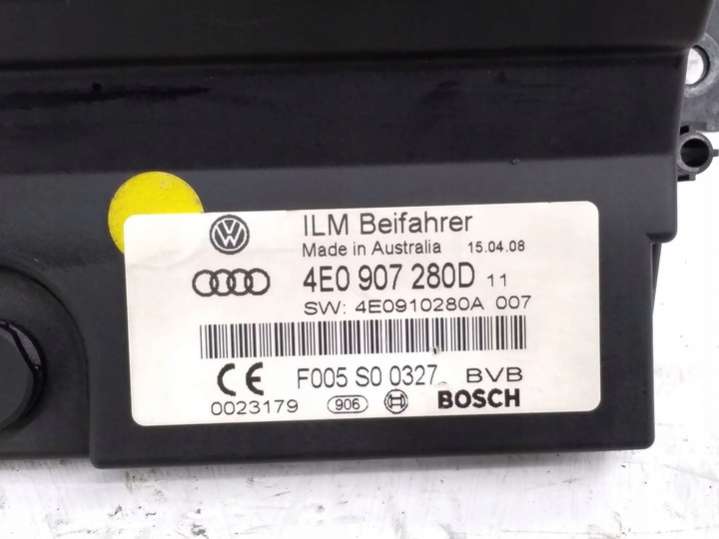 ILM Beifahrer
Made in Australia 15.04.08
4E0 907 280D 11
SW: 4E0910280A 007
CE F005 S0 0327 BVB
0023179 906 BOSCH